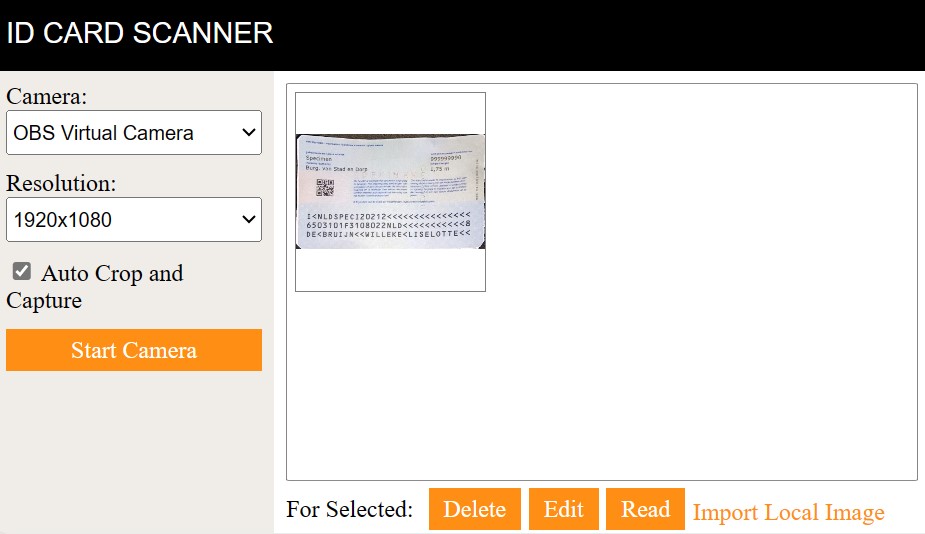 ID CARD SCANNER
Camera:
OBS Virtual Camera
Resolution:
1920x1080
Auto Crop and
Capture
Start Camera
Specimen
999999990
Burg. van Stad en Dorp
1,75 m
I<NLDSPECI20212<<<<<<<<<<<<<<<
6503101F3108022NLD<<<<<<<<<<<8
DE<BRUIJN<<WILLEKE<LISELOTTE<<
For Selected:
Delete
Edit
Read
Import Local Image